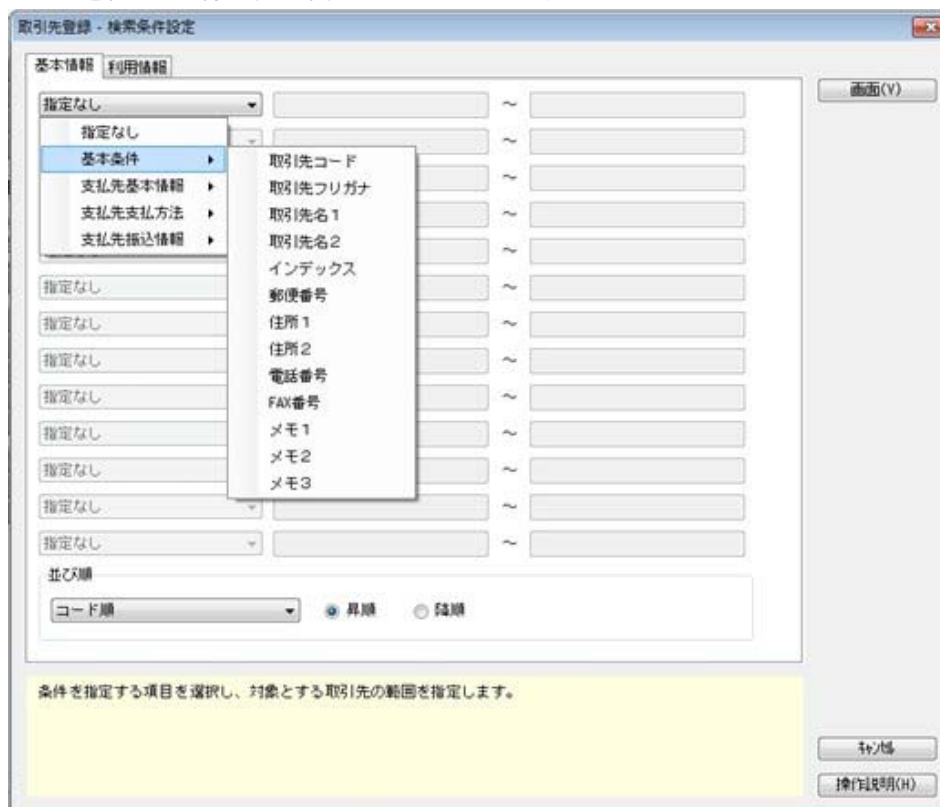 取引先登録 - 検索条件設定
基本情報 利用情報
画面(V)
指定なし ～
指定なし ～
基本条件 取引先コード ～
支払先基本情報 取引先フリガナ
支払先支払方法 取引先名1 ～
支払先振込情報 取引先名2 ～
インデックス
指定なし 郵便番号 ～
指定なし 住所1 ～
住所2
指定なし 電話番号 ～
指定なし FAX番号 ～
指定なし メモ1 ～
メモ2
指定なし ～
メモ3
指定なし ～
指定なし ～
並び順
コード順 昇順 降順
条件を指定する項目を選択し、対象とする取引先の範囲を指定します。
ｷｬﾝｾﾙ
操作説明(H)